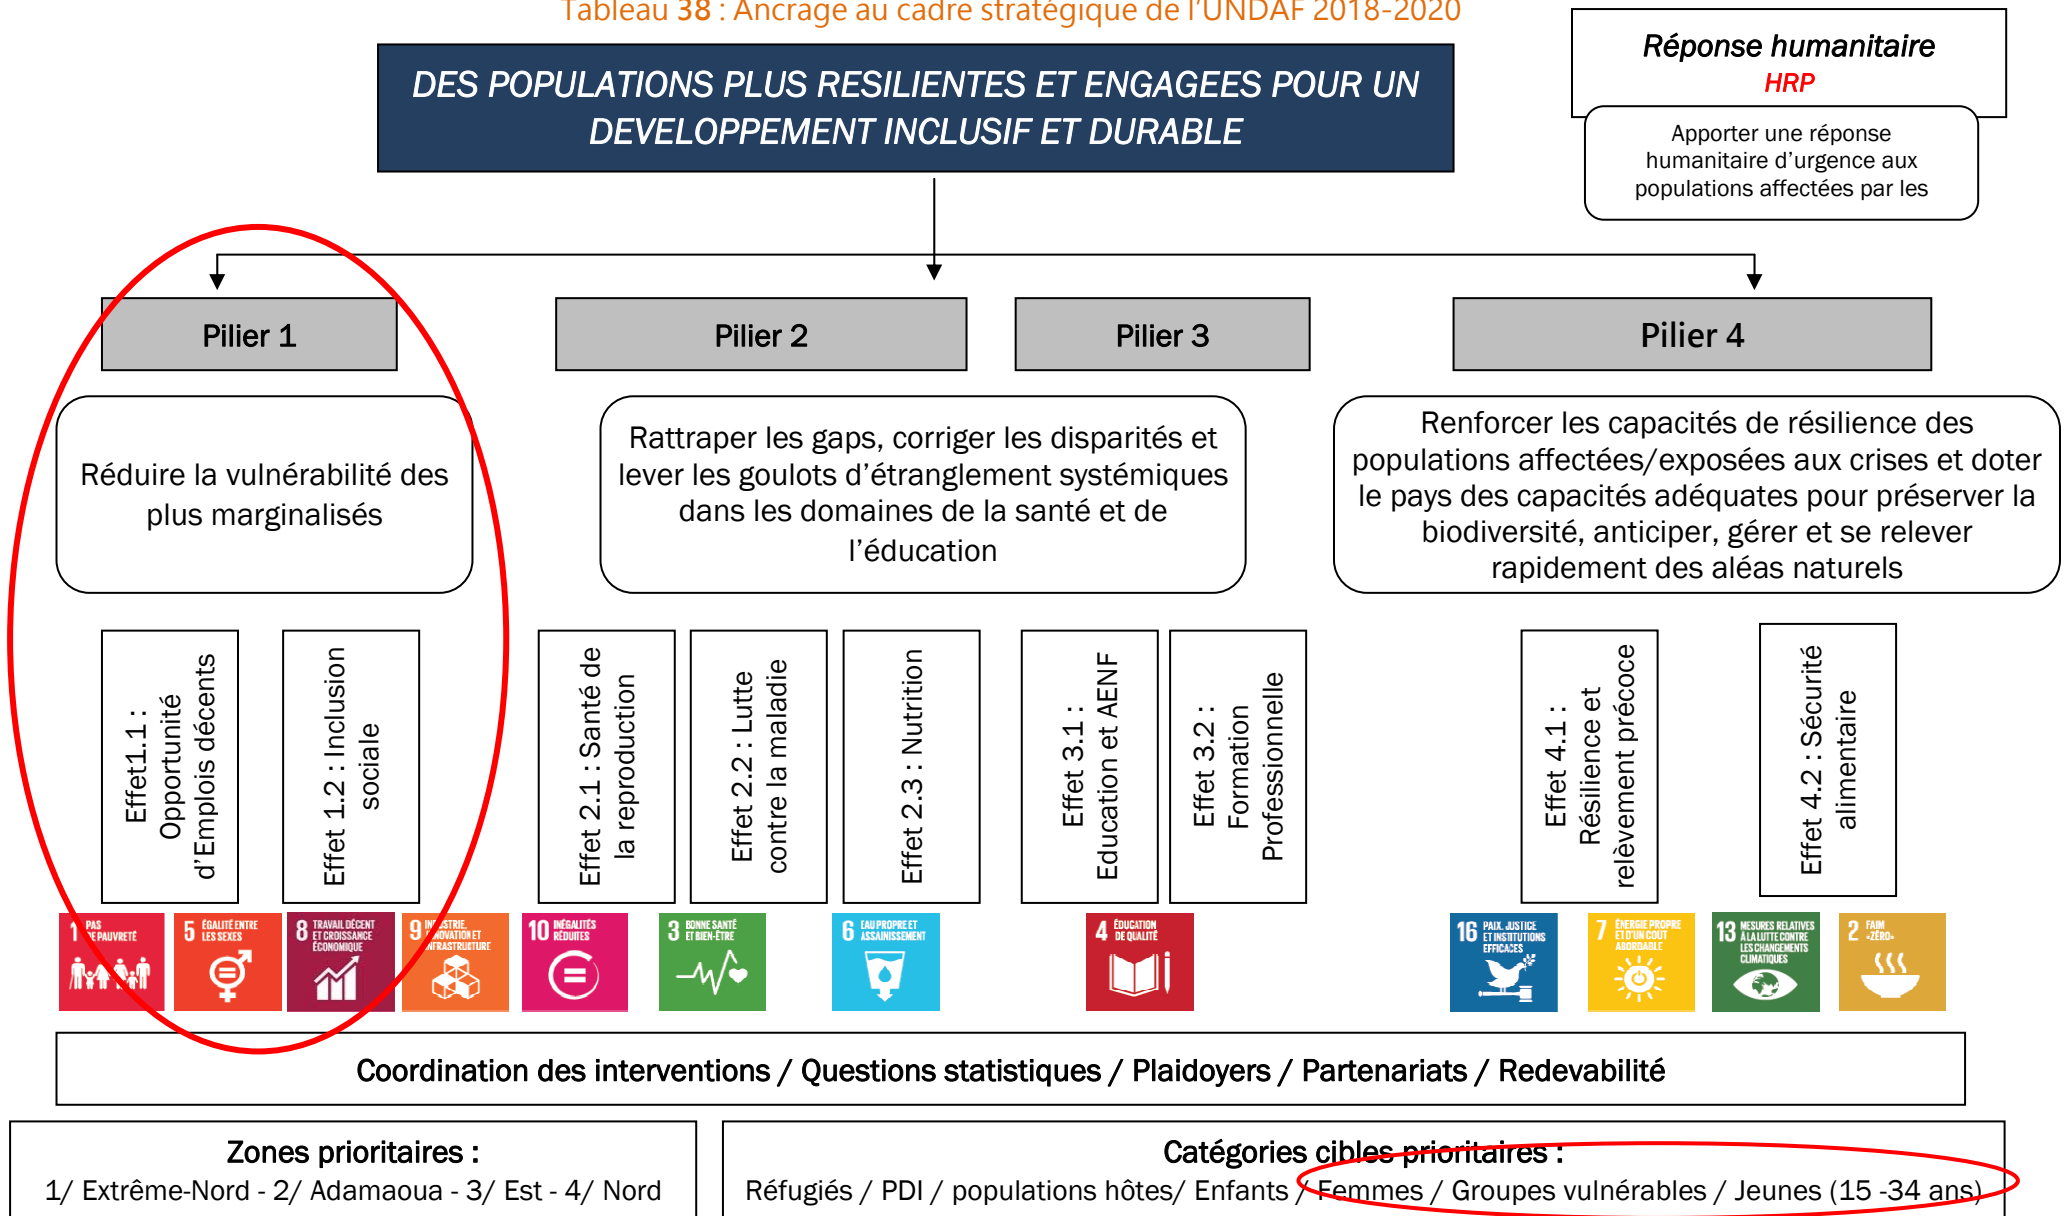 Tableau 38 : Ancrage au cadre stratégique de l'UNDAF 2018-2020
DES POPULATIONS PLUS RESILIENTES ET ENGAGEES POUR UN
DEVELOPPEMENT INCLUSIF ET DURABLE
Réponse humanitaire
HRP
Apporter une réponse
humanitaire d'urgence aux
populations affectées par les
Pilier 1
Pilier 2
Pilier 3
Pilier 4
Réduire la vulnérabilité des
plus marginalisés
Rattraper les gaps, corriger les disparités et
lever les goulots d'étranglement systémiques
dans les domaines de la santé et de
l'éducation
Renforcer les capacités de résilience des
populations affectées/exposées aux crises et doter
le pays des capacités adéquates pour préserver la
biodiversité, anticiper, gérer et se relever
rapidement des aléas naturels
Effet1.1 :
Opportunité
d'Emplois décents
Effet 1.2 : Inclusion
sociale
Effet 2.1 : Santé de
la reproduction
Effet 2.2 : Lutte
contre la maladie
Effet 2.3 : Nutrition
Effet 3.1 :
Education et AENF
Effet 3.2 :
Formation
Professionnelle
Effet 4.1 :
Résilience et
relèvement précoce
Effet 4.2 : Sécurité
alimentaire
1 PAS
DE PAUVRETÉ
5 ÉGALITÉ ENTRE
LES SEXES
8 TRAVAIL DÉCENT
ET CROISSANCE
ÉCONOMIQUE
9 INDUSTRIE,
INNOVATION ET
INFRASTRUCTURE
10 INÉGALITÉS
RÉDUITES
3 BONNE SANTÉ
ET BIEN-ÊTRE
6 EAU PROPRE ET
ASSAINISSEMENT
4 ÉDUCATION
DE QUALITÉ
16 PAIX, JUSTICE
ET INSTITUTIONS
EFFICACES
7 ÉNERGIE PROPRE
ET D'UN COÛT
ABORDABLE
13 MESURES RELATIVES
À LA LUTTE CONTRE
LES CHANGEMENTS
CLIMATIQUES
2 FAIM
«ZÉRO»
Coordination des interventions / Questions statistiques / Plaidoyers / Partenariats / Redevabilité
Zones prioritaires :
1/ Extrême-Nord - 2/ Adamaoua - 3/ Est - 4/ Nord
Catégories cibles prioritaires :
Réfugiés / PDI / populations hôtes/ Enfants / Femmes / Groupes vulnérables / Jeunes (15 -34 ans)